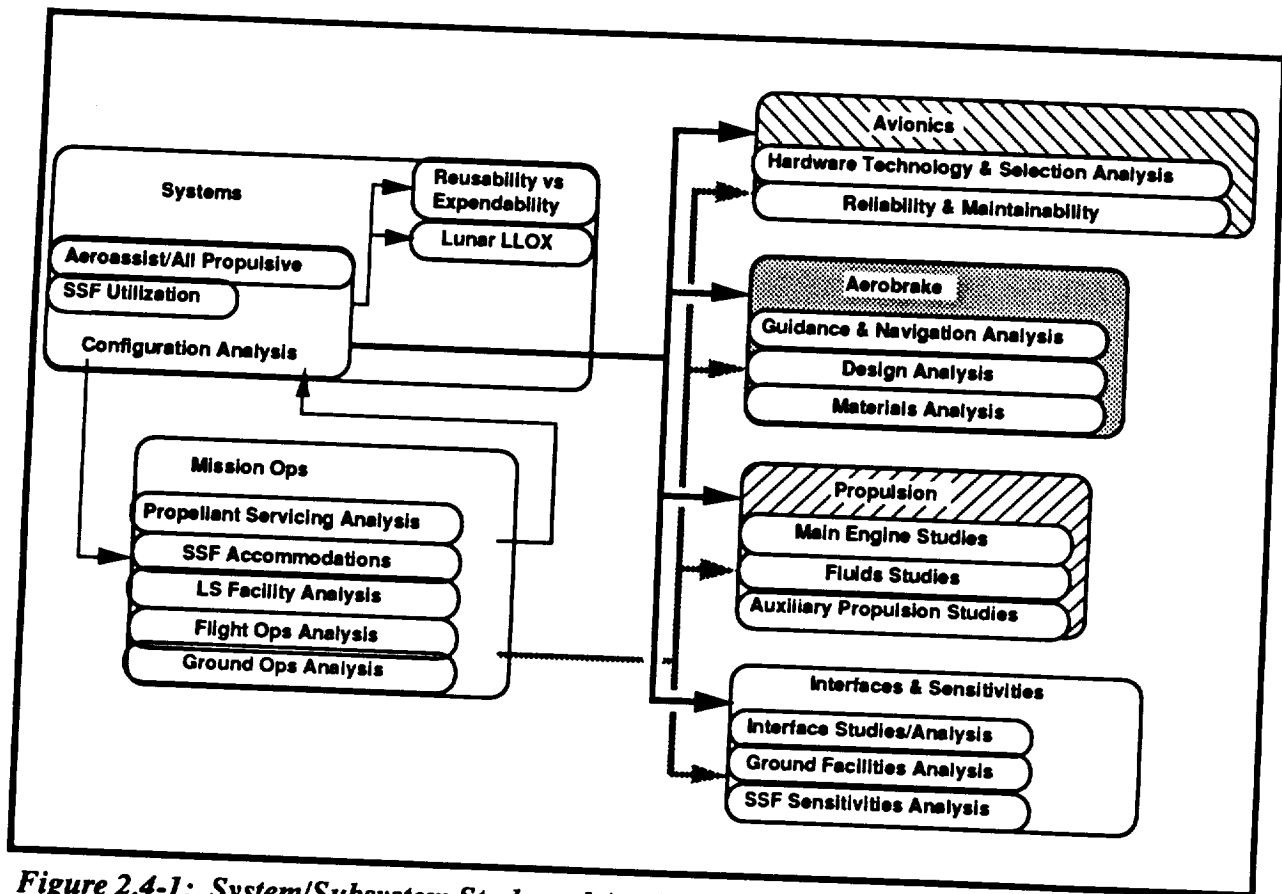 Systems
Aeroassist/All Propulsive
SSF Utilization
Configuration Analysis
Reusability vs
Expendability
Lunar LLOX
Mission Ops
Propellant Servicing Analysis
SSF Accommodations
LS Facility Analysis
Flight Ops Analysis
Ground Ops Analysis
Avionics
Hardware Technology & Selection Analysis
Reliability & Maintainability
Aerobrake
Guidance & Navigation Analysis
Design Analysis
Materials Analysis
Propulsion
Main Engine Studies
Fluids Studies
Auxiliary Propulsion Studies
Interfaces & Sensitivities
Interface Studies/Analysis
Ground Facilities Analysis
SSF Sensitivities Analysis
Figure 2.4-1: System/Subsystem